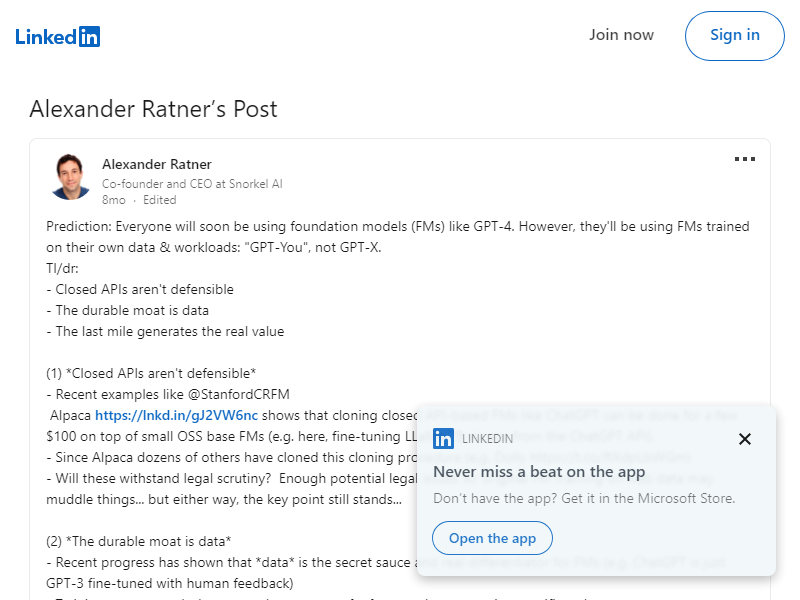 LinkedIn
Join now
Sign in
Alexander Ratner's Post
Alexander Ratner
Co-founder and CEO at Snorkel AI
8mo · Edited
Prediction: Everyone will soon be using foundation models (FMs) like GPT-4. However, they'll be using FMs trained
on their own data & workloads: "GPT-You", not GPT-X.
Tl/dr:
- Closed APIs aren't defensible
- The durable moat is data
- The last mile generates the real value
(1) *Closed APIs aren't defensible*
- Recent examples like @StanfordCRFM
Alpaca https://lnkd.in/gJ2VW6nc shows that cloning closed
$100 on top of small OSS base FMs (e.g. here, fine-tuning
- Since Alpaca dozens of others have cloned this cloning
- Will these withstand legal scrutiny? Enough potential legal
muddle things... but either way, the key point still stands...
(2) *The durable moat is data*
- Recent progress has shown that *data* is the secret sauce
GPT-3 fine-tuned with human feedback)
LINKEDIN
Never miss a beat on the app
Don't have the app? Get it in the Microsoft Store.
Open the app